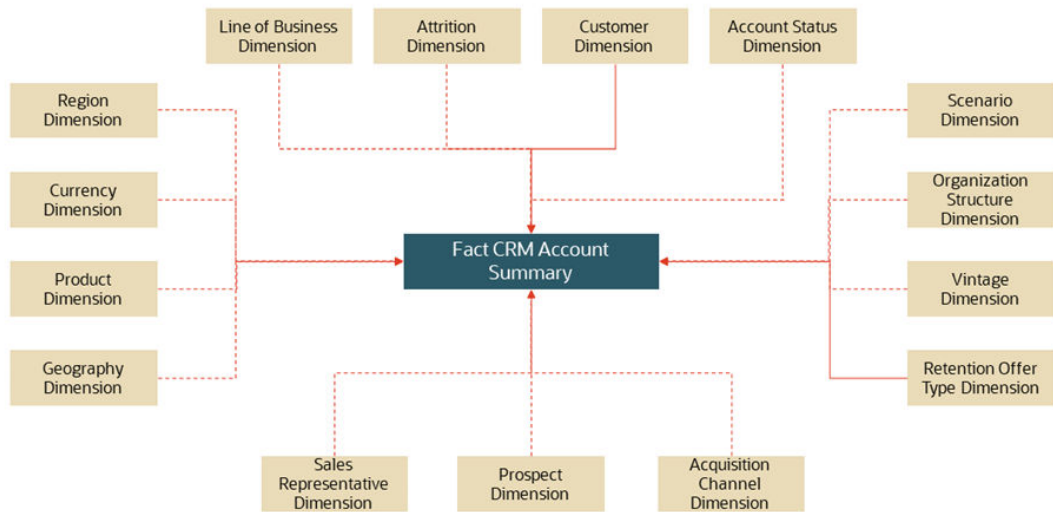 Line of Business
Dimension
Attrition
Dimension
Customer
Dimension
Account Status
Dimension
Region
Dimension
Scenario
Dimension
Currency
Dimension
Organization
Structure
Dimension
Fact CRM Account
Summary
Product
Dimension
Vintage
Dimension
Geography
Dimension
Retention Offer
Type Dimension
Sales
Representative
Dimension
Prospect
Dimension
Acquisition
Channel
Dimension